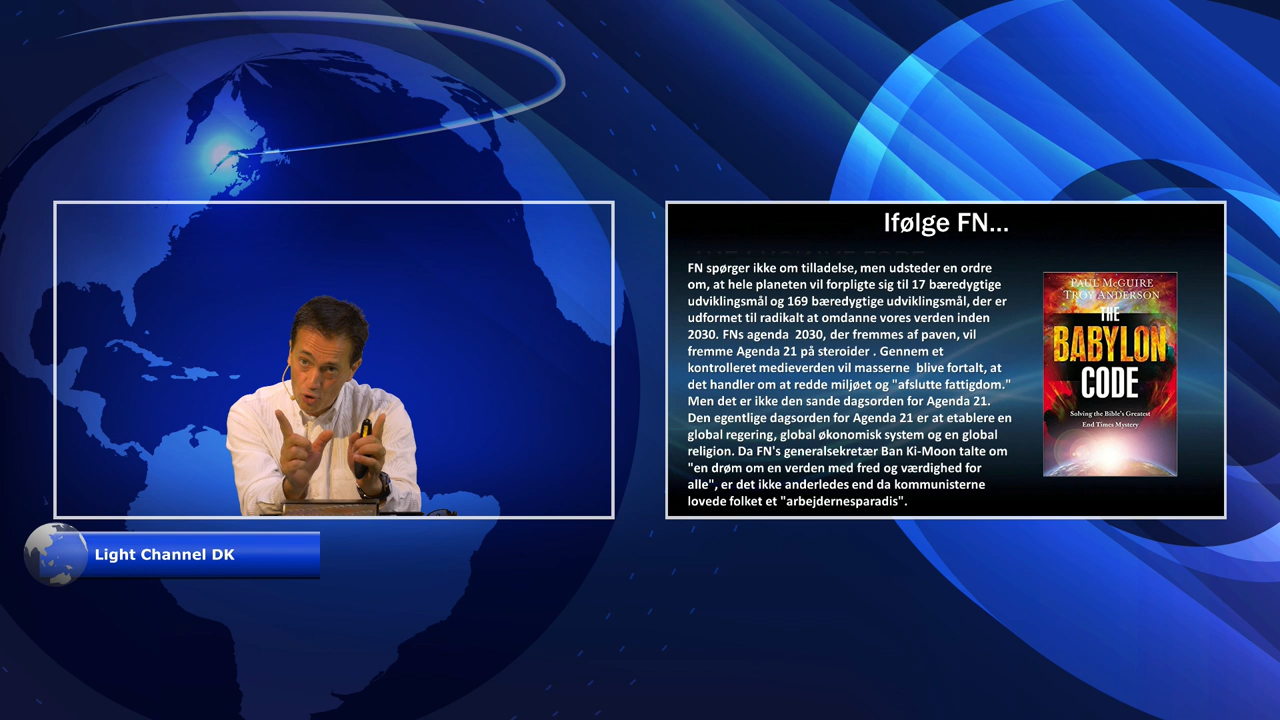 Ifølge FN...
FN spørger ikke om tilladelse, men udsteder en ordre
om, at hele planeten vil forpligte sig til 17 bæredygtige
udviklingsmål og 169 bæredygtige udviklingsmål, der er
udformet til radikalt at omdanne vores verden inden
2030. FNs agenda  2030, der fremmes af paven, vil
fremme Agenda 21 på steroider . Gennem et
kontrolleret medieverden vil masserne  blive fortalt, at
det handler om at redde miljøet og "afslutte fattigdom."
Men det er ikke den sande dagsorden for Agenda 21.
Den egentlige dagsorden for Agenda 21 er at etablere en
global regering, global økonomisk system og en global
religion. Da FN's generalsekretær Ban Ki-Moon talte om
"en drøm om en verden med fred og værdighed for
alle", er det ikke anderledes end da kommunisterne
lovede folket et "arbejdernesparadis".
PAUL McGUIRE
TROY ANDERSON
THE
BABYLON
CODE
Solving the Bible's Greatest
End Times Mystery
Light Channel DK